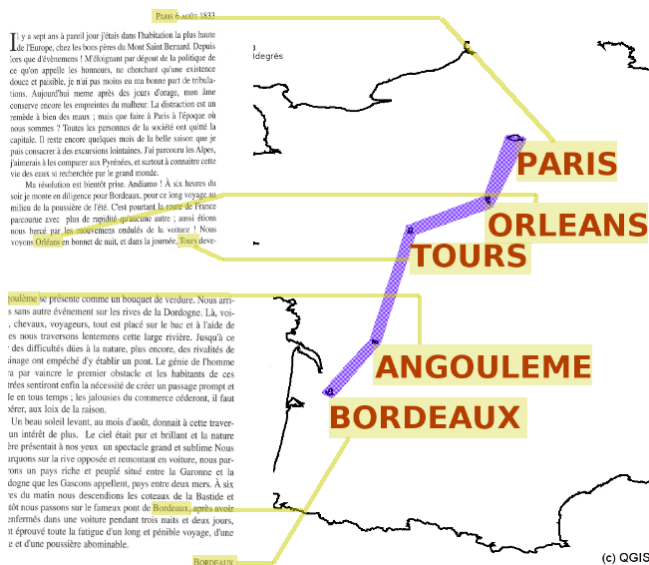 PARIS 6 AOÛT 1833
Il y a sept ans à pareil jour j'étais dans l'habitation la plus haute
de l'Europe, chez les bons pères du Mont Saint Bernard. Depuis
lors que d'évènemens ! M'éloignant par dégout de la politique de
ce qu'on appelle les honneurs, ne cherchant qu'une existence
douce et paisible, je n'ai pas moins eu ma bonne part de tribula-
tions. Aujourd'hui meme après des jours d'orage, mon âme
conserve encore les empreintes du malheur. La distraction est un
remède à bien des maux ; mais que faire à Paris à l'époque où
nous sommes ? Toutes les personnes de la société ont quitté la
capitale. Il reste encore quelques mois de la belle saison que je
puis consacrer à des excursions lointaines. J'ai parcouru les Alpes,
j'aimerais à les comparer aux Pyrénées, et surtout à connaitre cette
vie des eaux si recherchée par le grand monde.
Ma résolution est bientôt prise. Andiamo ! À six heures du
soir je monte en diligence pour Bordeaux, pour ce long voyage au
milieu de la poussière de l'été. C'est pourtant la route de France
parcourue avec plus de rapidité qu'aucune autre ; aussi étions
nous bercé par les mouvemens ondulés de la voiture ! Nous
voyons Orléans en bonnet de nuit, et dans la journée, Tours deve-
goulème se présente comme un bouquet de verdure. Nous arri-
s sans autre événement sur les rives de la Dordogne. Là, voi-
, chevaux, voyageurs, tout est placé sur le bac et à l'aide de
es nous traversons lentemens cette large rivière. Jusqu'à ce
des difficultés dûes à la nature, plus encore, des rivalités de
inage ont empéché d'y établir un pont. Le génie de l'homme
ra par vaincre le premier obstacle et les habitants de ces
trées sentiront enfin la nécessité de créer un passage prompt et
le en tous temps ; les jalousies du commerce céderont, il faut
pérer, aux loix de la raison.
Un beau soleil levant, au mois d'août, donnait à cette traver-
un intérêt de plus. Le ciel était pur et brillant et la nature
ère présentait à nos yeux un spectacle grand et sublime Nous
arquons sur la rive opposée et remontant en voiture, nous par-
rons un pays riche et peuplé situé entre la Garonne et la
dogne que les Gascons appellent, pays entre deux mers. À six
res du matin nous descendions les coteaux de la Bastide et
tôt nous passons sur le fameux pont de Bordeaux, après avoir
enfermés dans une voiture pendant trois nuits et deux jours,
nt éprouvé toute la fatigue d'un long et pénible voyage, d'une
e et d'une poussière abominable.
BORDEAUX
3
ldegrés
PARIS
ORLEANS
TOURS
ANGOULEME
BORDEAUX
(c) QGIS